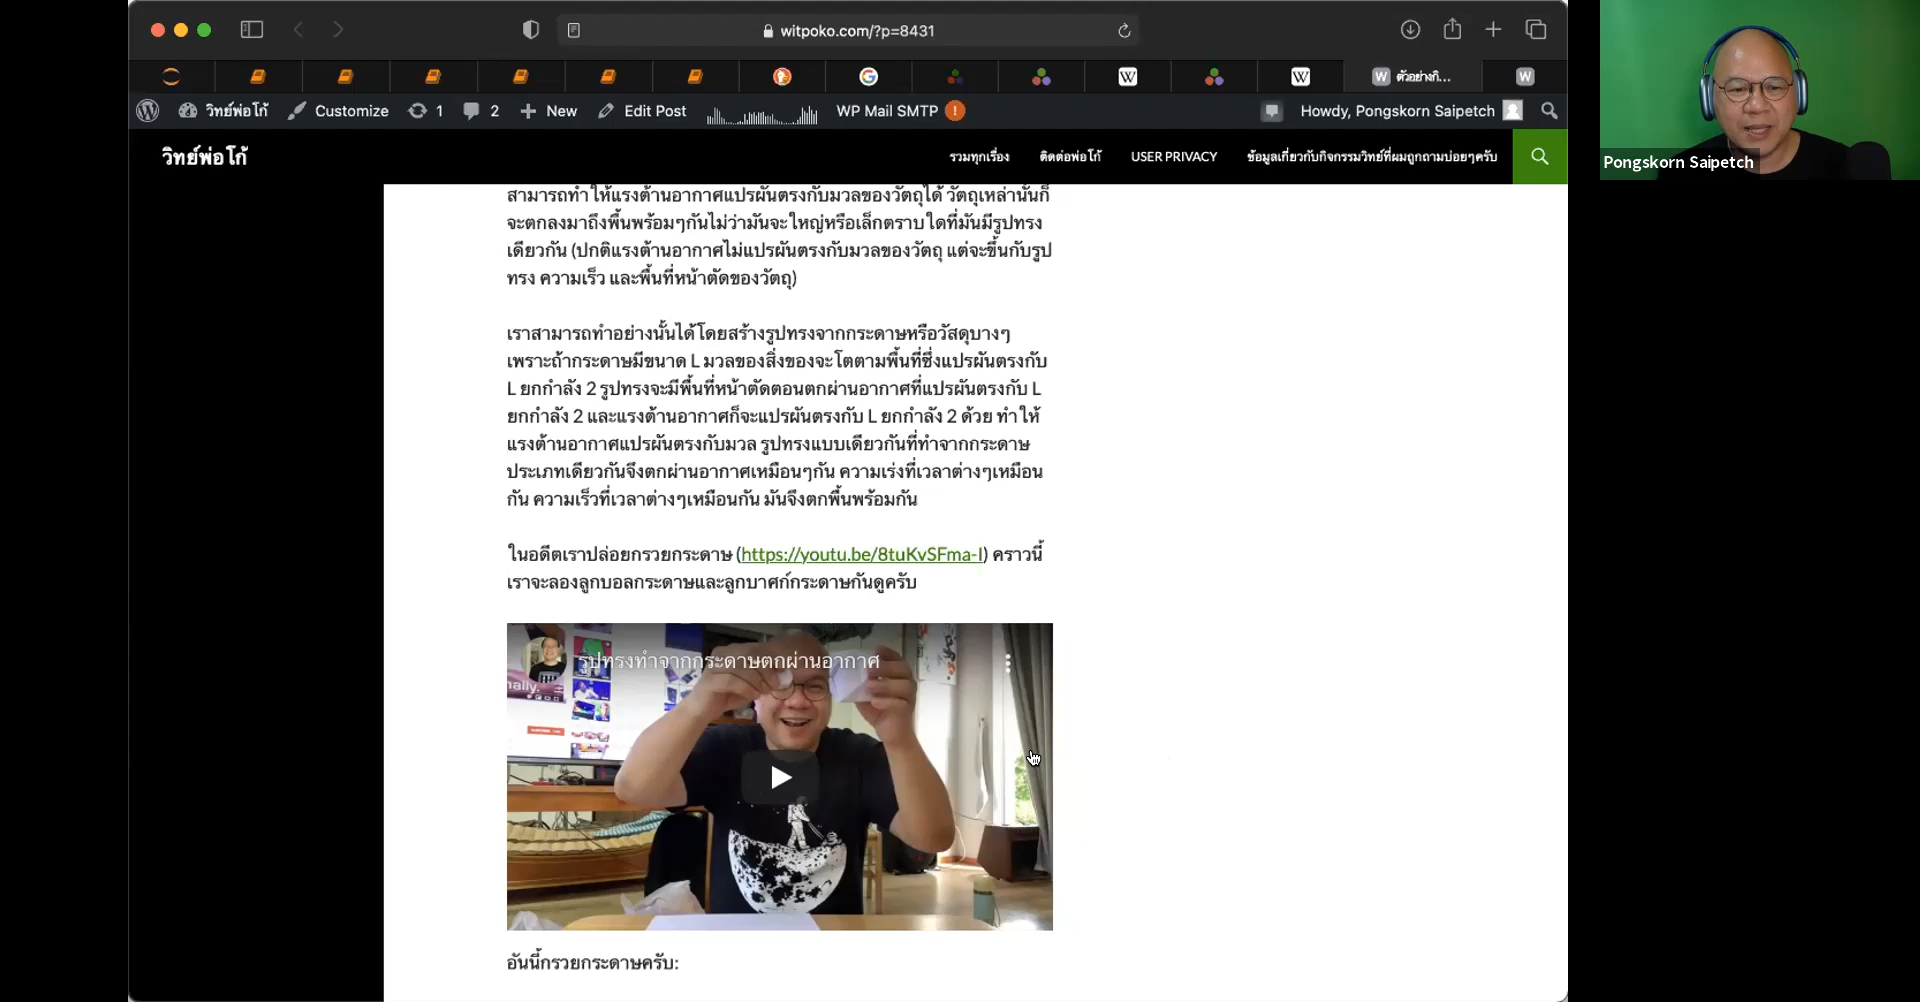 witpoko.com/?p=8431
ตัวอย่างกิ...
วิทย์พ่อโก้
Customize
1
2
New
Edit Post
WP Mail SMTP
!
Howdy, Pongskorn Saipetch
วิทย์พ่อโก้
รวมทุกเรื่อง
ติดต่อพ่อโก้
USER PRIVACY
ข้อมูลเกี่ยวกับกิจกรรมวิทย์ที่ผมถูกถามบ่อยๆครับ
Pongskorn Saipetch
สามารถทำให้แรงต้านอากาศแปรผันตรงกับมวลของวัตถุได้ วัตถุเหล่านั้นก็
จะตกลงมาถึงพื้นพร้อมๆกันไม่ว่ามันจะใหญ่หรือเล็กตราบใดที่มันมีรูปทรง
เดียวกัน (ปกติแรงต้านอากาศไม่แปรผันตรงกับมวลของวัตถุ แต่จะขึ้นกับรูป
ทรง ความเร็ว และพื้นที่หน้าตัดของวัตถุ)
เราสามารถทำอย่างนั้นได้โดยสร้างรูปทรงจากกระดาษหรือวัสดุบางๆ
เพราะถ้ากระดาษมีขนาด L มวลของสิ่งของจะโตตามพื้นที่ซึ่งแปรผันตรงกับ
L ยกกำลัง 2 รูปทรงจะมีพื้นที่หน้าตัดตอนตกผ่านอากาศที่แปรผันตรงกับ L
ยกกำลัง 2 และแรงต้านอากาศก็จะแปรผันตรงกับ L ยกกำลัง 2 ด้วย ทำให้
แรงต้านอากาศแปรผันตรงกับมวล รูปทรงแบบเดียวกันที่ทำจากกระดาษ
ประเภทเดียวกันจึงตกผ่านอากาศเหมือนๆกัน ความเร่งที่เวลาต่างๆเหมือน
กัน ความเร็วที่เวลาต่างๆเหมือนกัน มันจึงตกพื้นพร้อมกัน
ในอดีตเราปล่อยกรวยกระดาษ (https://youtu.be/8tuKvSFma-I) คราวนี้
เราจะลองลูกบอลกระดาษและลูกบาศก์กระดาษกันดูครับ
รูปทรงทำจากกระดาษตกผ่านอากาศ
nally.
อันนี้กรวยกระดาษครับ: